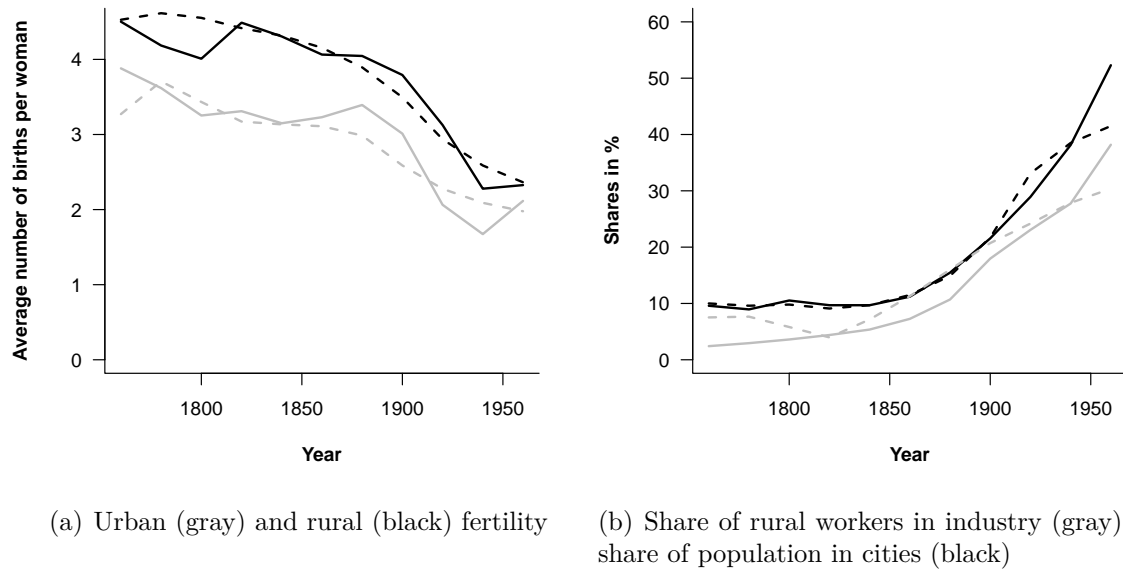 Average number of births per woman
4
3
2
1
0
1800 1850 1900 1950
Year
(a) Urban (gray) and rural (black) fertility
Shares in %
60
50
40
30
20
10
0
1800 1850 1900 1950
Year
(b) Share of rural workers in industry (gray)
share of population in cities (black)